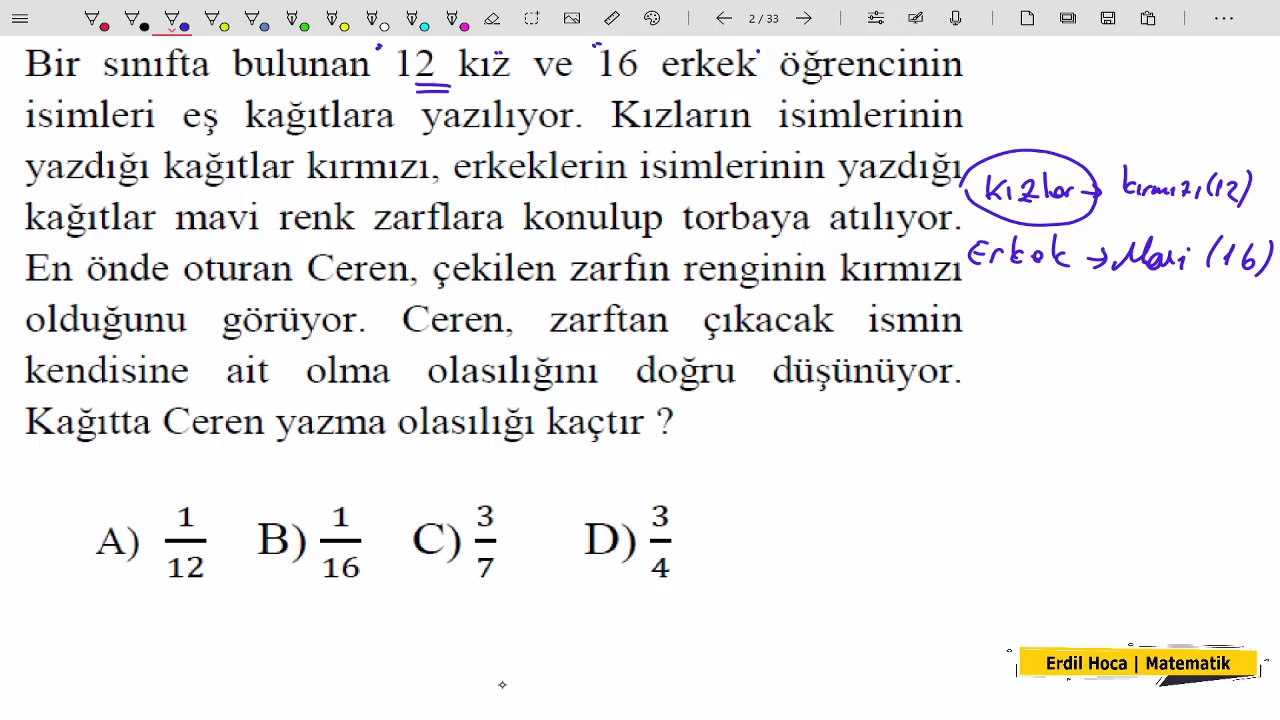 2 / 33
Bir sınıfta bulunan 12 kız ve 16 erkek öğrencinin
isimleri eş kağıtlara yazılıyor. Kızların isimlerinin
yazdığı kağıtlar kırmızı, erkeklerin isimlerinin yazdığı
kağıtlar mavi renk zarflara konulup torbaya atılıyor.
En önde oturan Ceren, çekilen zarfın renginin kırmızı
olduğunu görüyor. Ceren, zarftan çıkacak ismin
kendisine ait olma olasılığını doğru düşünüyor.
Kağıtta Ceren yazma olasılığı kaçtır ?
Kızlar → kırmızı (12)
Erkek → Mavi (16)
A) 1/12 B) 1/16 C) 3/7 D) 3/4
Erdil Hoca | Matematik